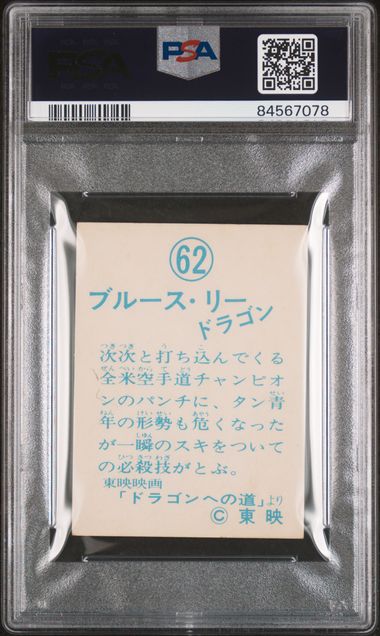 PSA
PSA
84567078
62
ブルース・リー
ドラゴン
次次と打ち込んでくる
全米空手道チャンピオ
ンのパンチに、タン青
年の形勢も危くなった
が一瞬のスキをついて
の必殺技がとぶ。
東映映画
「ドラゴンへの道」より
© 東映